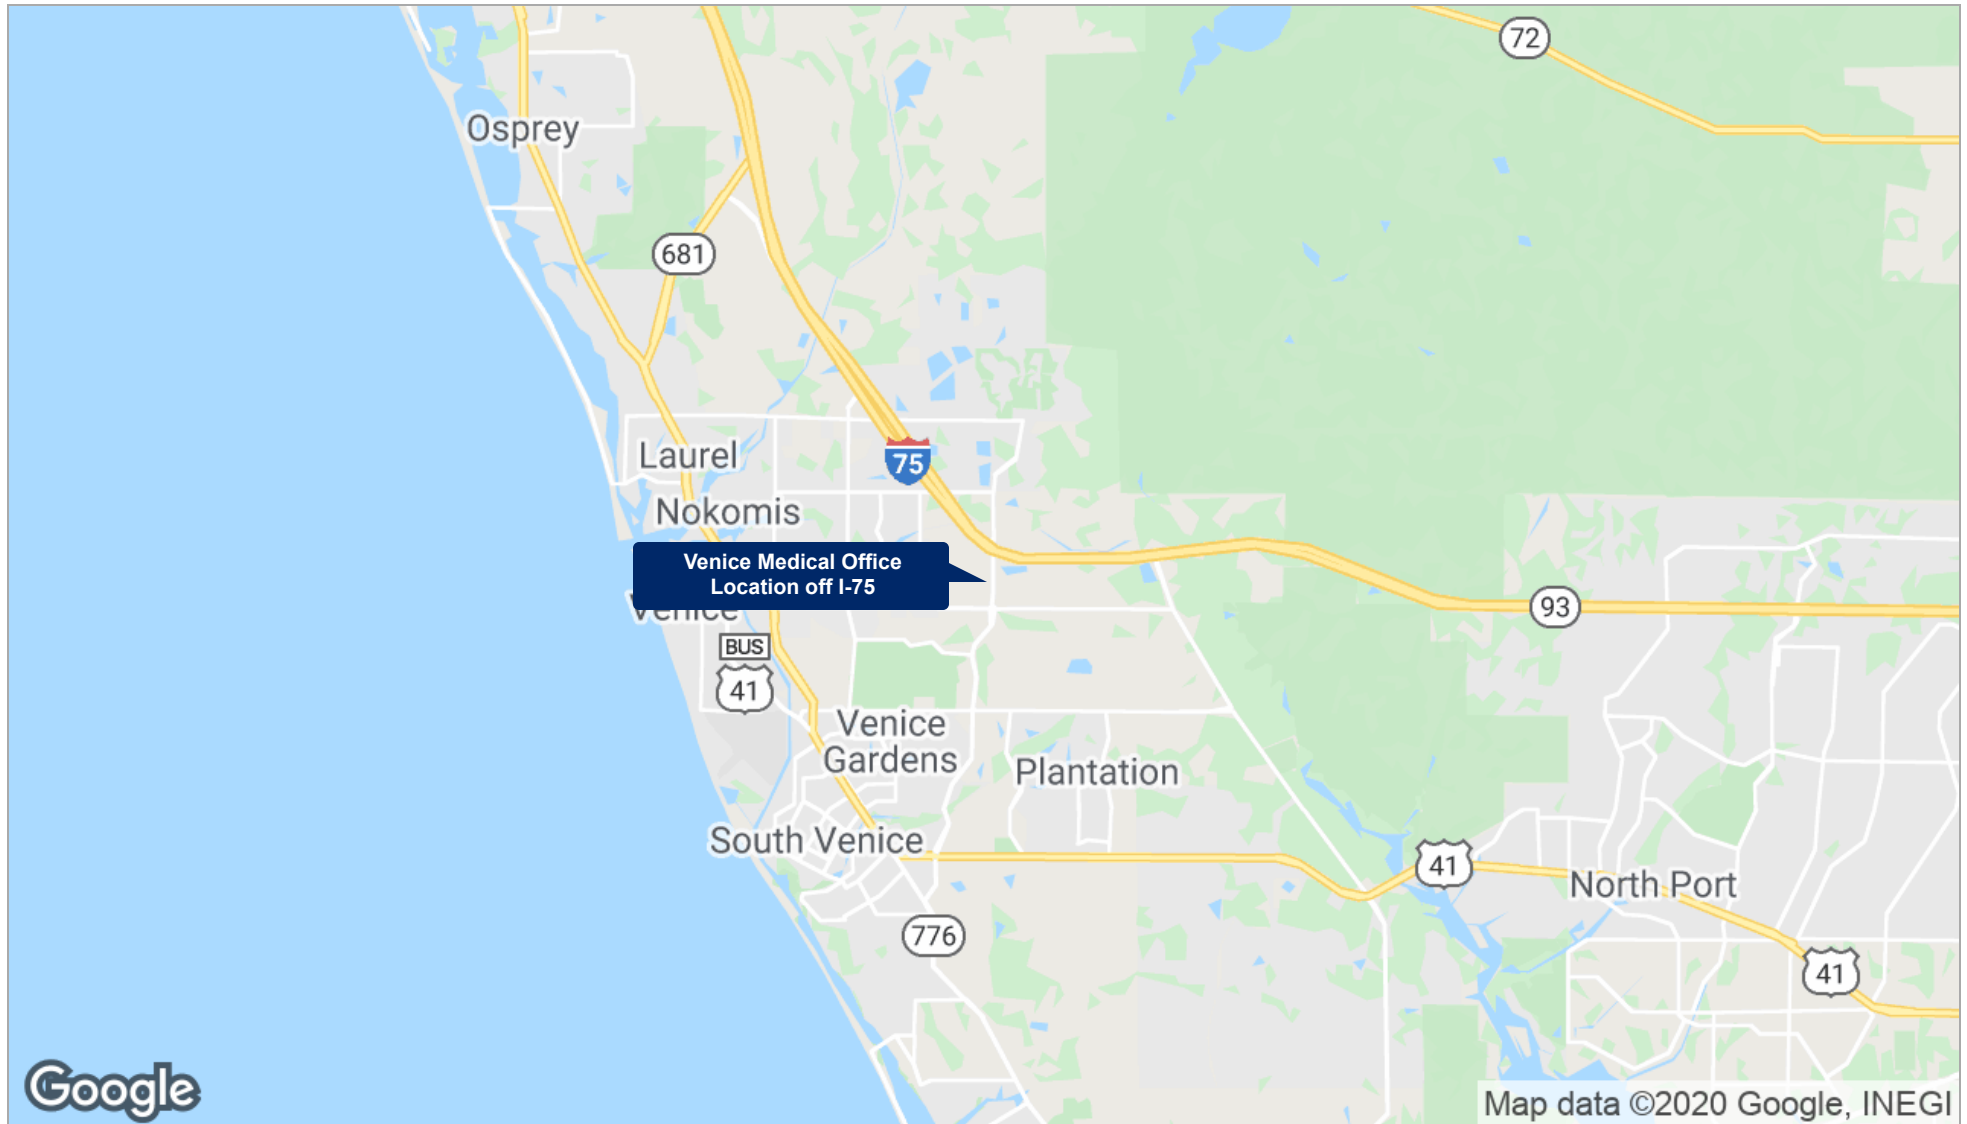 72
Osprey
681
Laurel
75
Nokomis
Venice Medical Office
Location off I-75
Venice
93
BUS
41
Venice
Gardens
Plantation
South Venice
41
North Port
776
41
Google
Map data ©2020 Google, INEGI